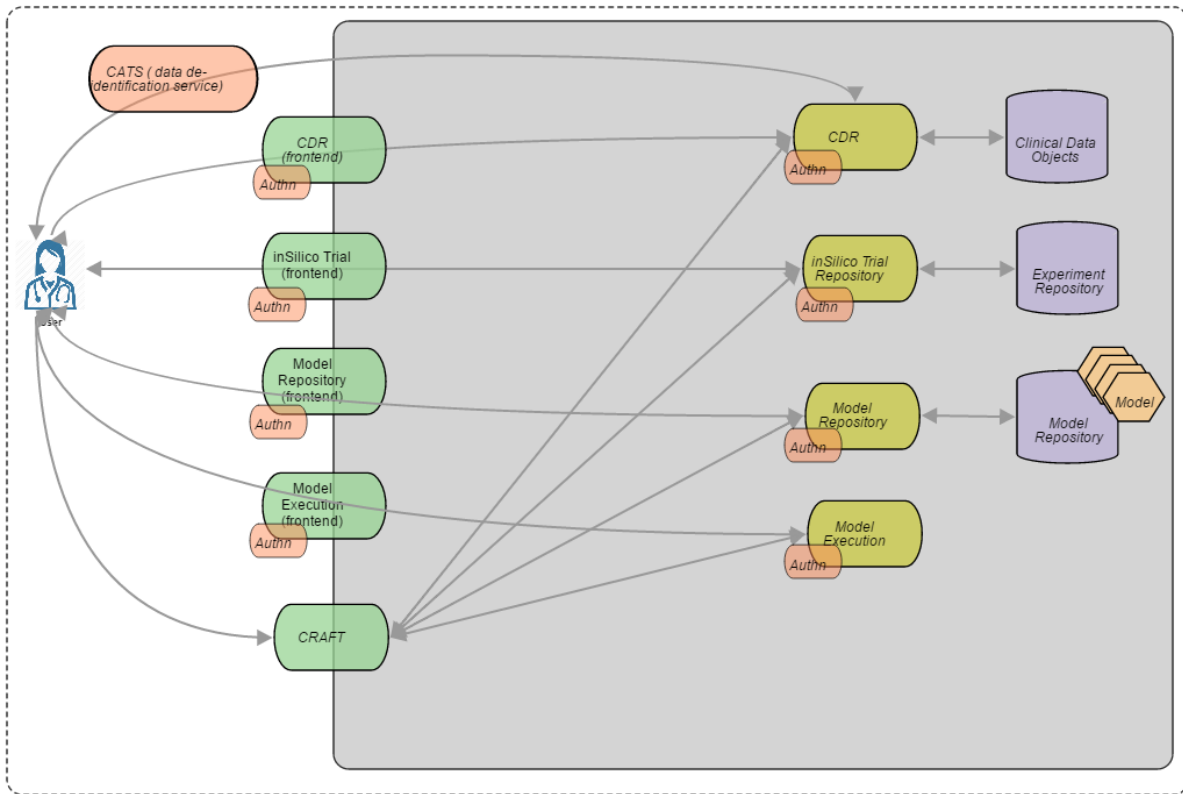 CATS ( data de-
identification service)
CDR
(frontend)
Authn
CDR
Authn
Clinical Data
Objects
User
inSilico Trial
(frontend)
Authn
inSilico Trial
Repository
Authn
Experiment
Repository
Model
Repository
(frontend)
Authn
Model
Repository
Authn
Model
Repository
Model
Model
Execution
(frontend)
Authn
Model
Execution
Authn
CRAFT